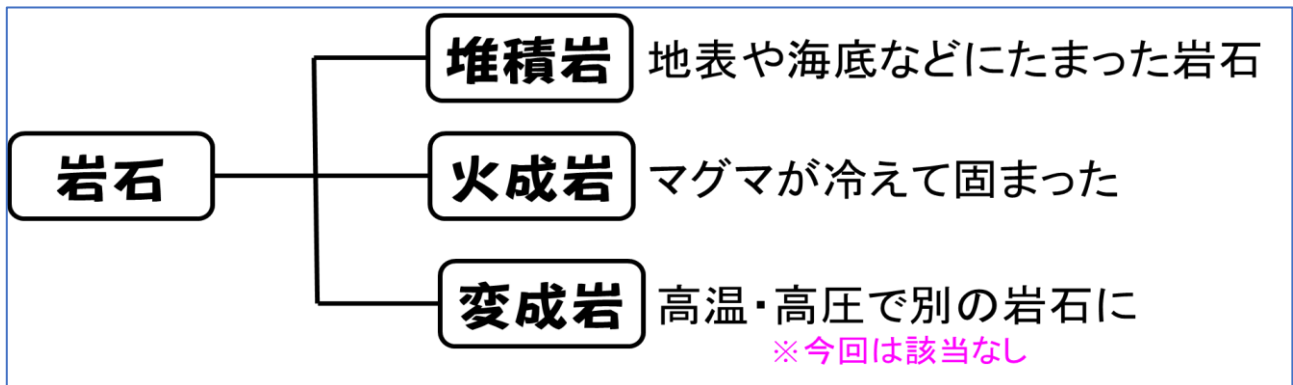 堆積岩 地表や海底などにたまった岩石
岩石
火成岩 マグマが冷えて固まった
変成岩 高温・高圧で別の岩石に
※今回は該当なし